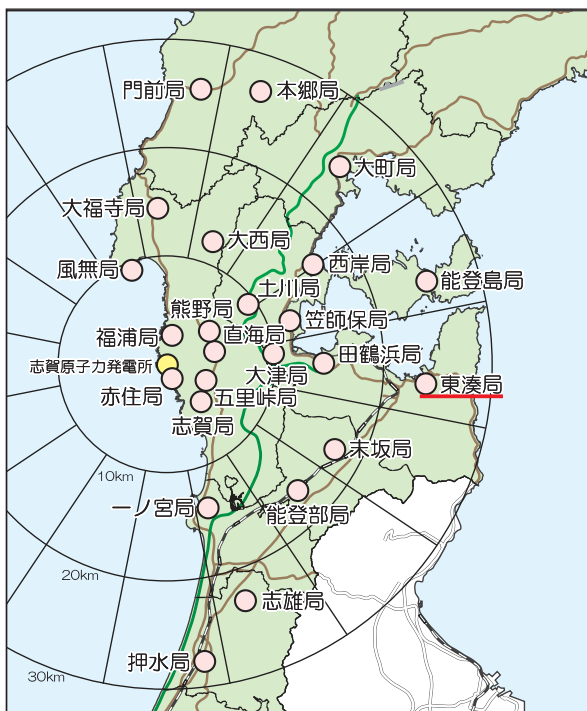 門前局
本郷局
大町局
大福寺局
大西局
西岸局
風無局
能登島局
土川局
熊野局
笠師保局
福浦局
直海局
田鶴浜局
志賀原子力発電所
大津局
東湊局
赤住局
五里峠局
志賀局
末坂局
10km
一ノ宮局
能登部局
20km
志雄局
押水局
30km